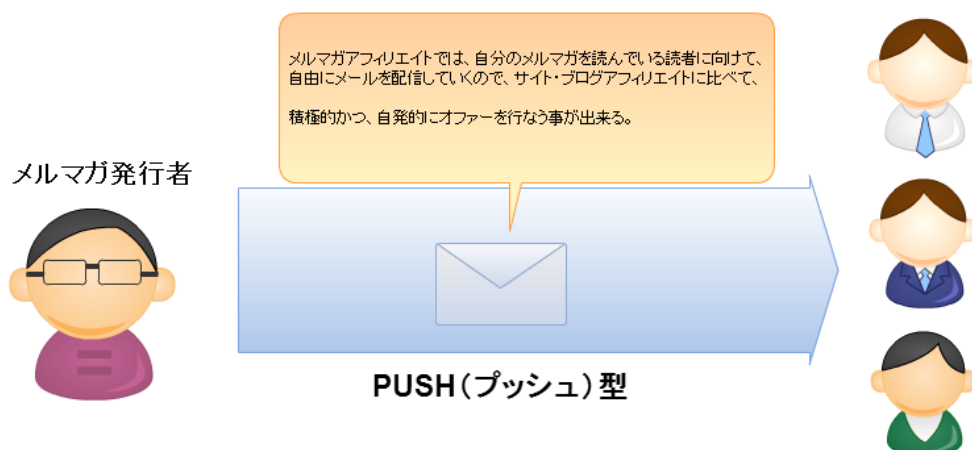 メルマガアフィリエイトでは、自分のメルマガを読んでいる読者に向けて、
自由にメールを配信していくので、サイト・ブログアフィリエイトに比べて、
積極的かつ、自発的にオファーを行なう事が出来る。
メルマガ発行者
PUSH(プッシュ)型